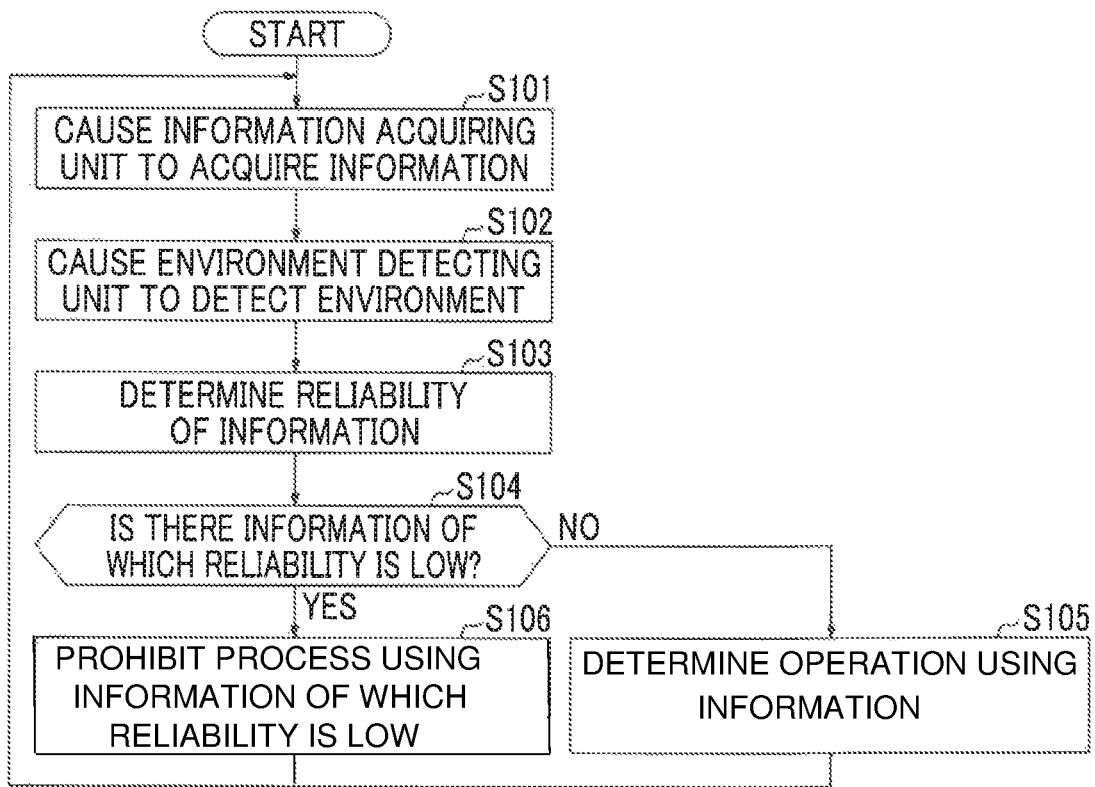 START
S101
CAUSE INFORMATION ACQUIRING
UNIT TO ACQUIRE INFORMATION
S102
CAUSE ENVIRONMENT DETECTING
UNIT TO DETECT ENVIRONMENT
S103
DETERMINE RELIABILITY
OF INFORMATION
S104
IS THERE INFORMATION OF
WHICH RELIABILITY IS LOW?
NO
YES
S106
PROHIBIT PROCESS USING
INFORMATION OF WHICH
RELIABILITY IS LOW
S105
DETERMINE OPERATION USING
INFORMATION